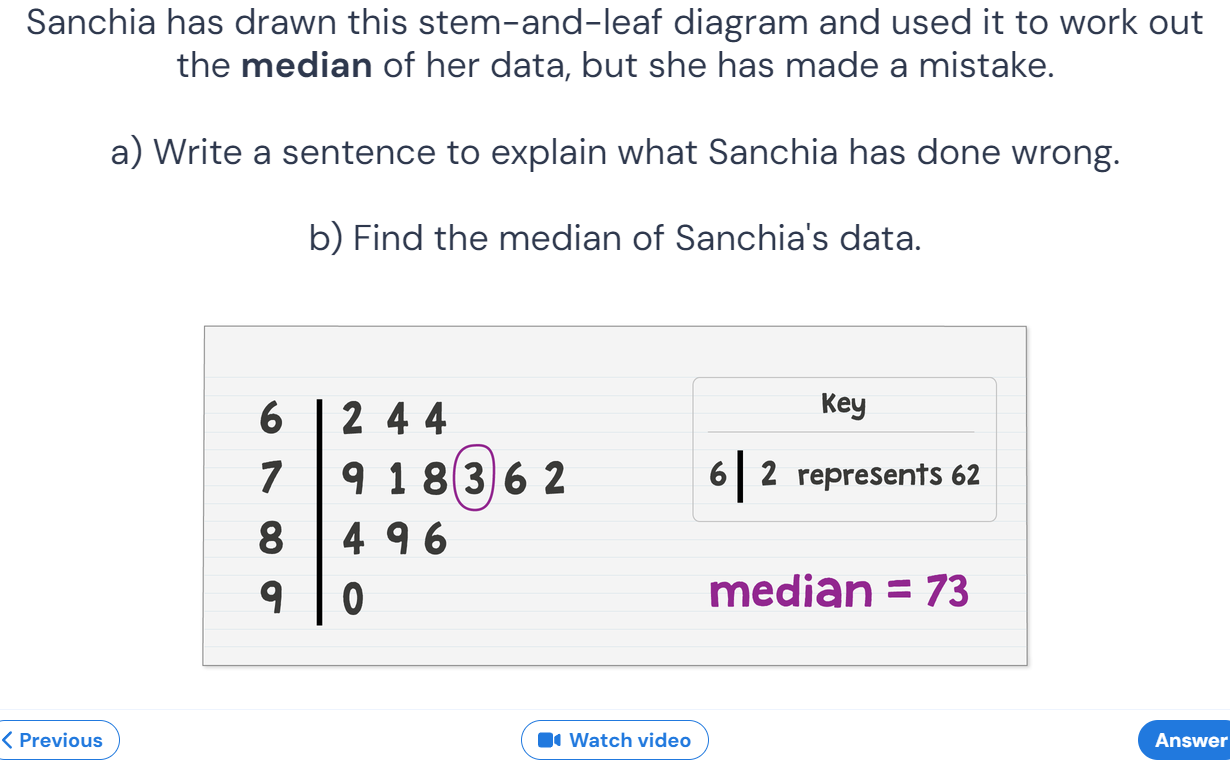 Sanchia has drawn this stem-and-leaf diagram and used it to work out
the median of her data, but she has made a mistake.
a) Write a sentence to explain what Sanchia has done wrong.
b) Find the median of Sanchia's data.
6 | 2 4 4
7 | 9 1 8 3 6 2
8 | 4 9 6
9 | 0
Key
6 | 2 represents 62
median = 73
Previous
Watch video
Answer